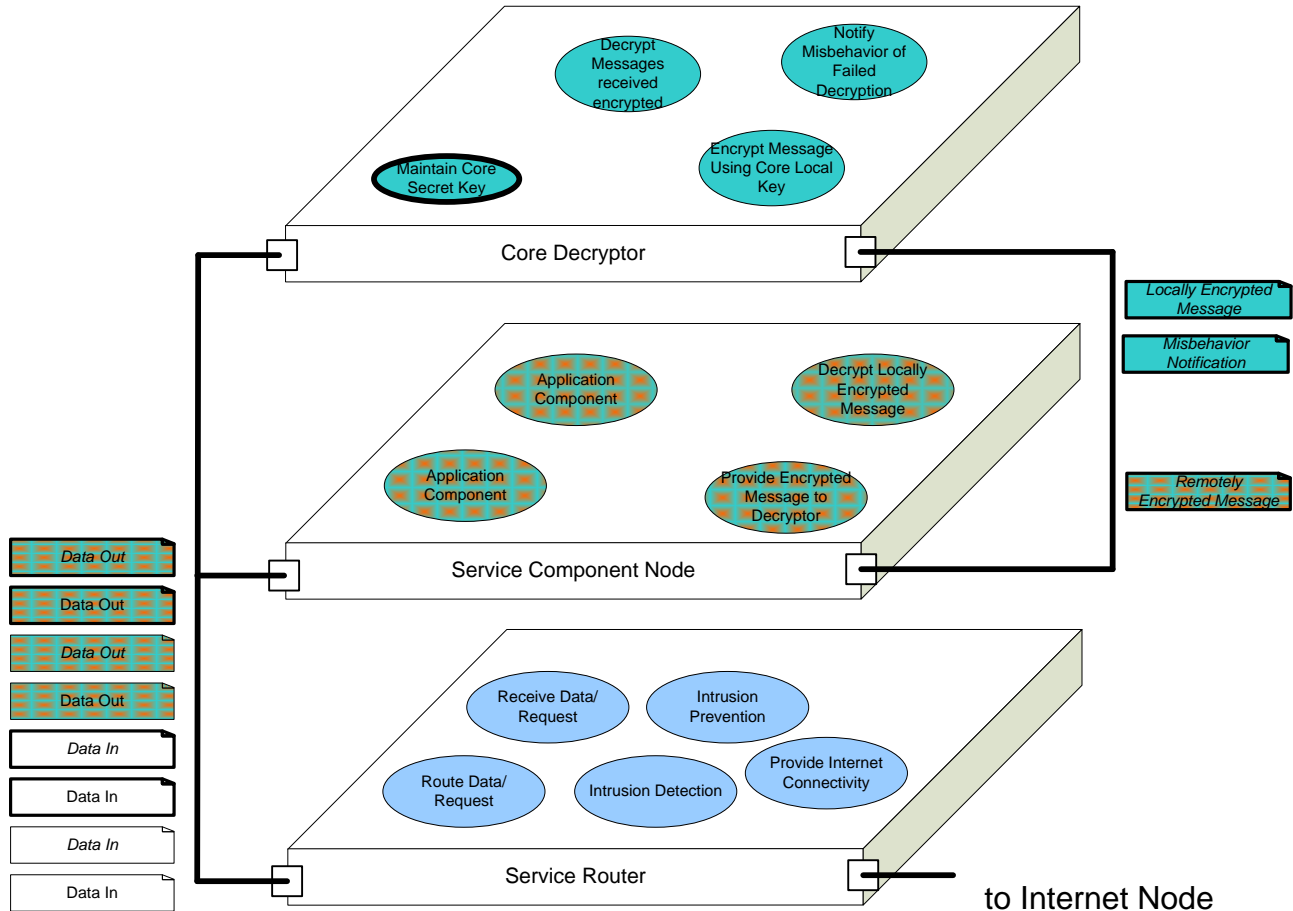 Decrypt
Messages
received
encrypted
Notify
Misbehavior of
Failed
Decryption
Maintain Core
Secret Key
Encrypt Message
Using Core Local
Key
Core Decryptor
Locally Encrypted
Message
Misbehavior
Notification
Application
Component
Decrypt Locally
Encrypted
Message
Application
Component
Provide Encrypted
Message to
Decryptor
Remotely
Encrypted Message
Service Component Node
Data Out
Data Out
Data Out
Data Out
Data In
Data In
Data In
Data In
Receive Data/
Request
Intrusion
Prevention
Route Data/
Request
Intrusion Detection
Provide Internet
Connectivity
Service Router
to Internet Node